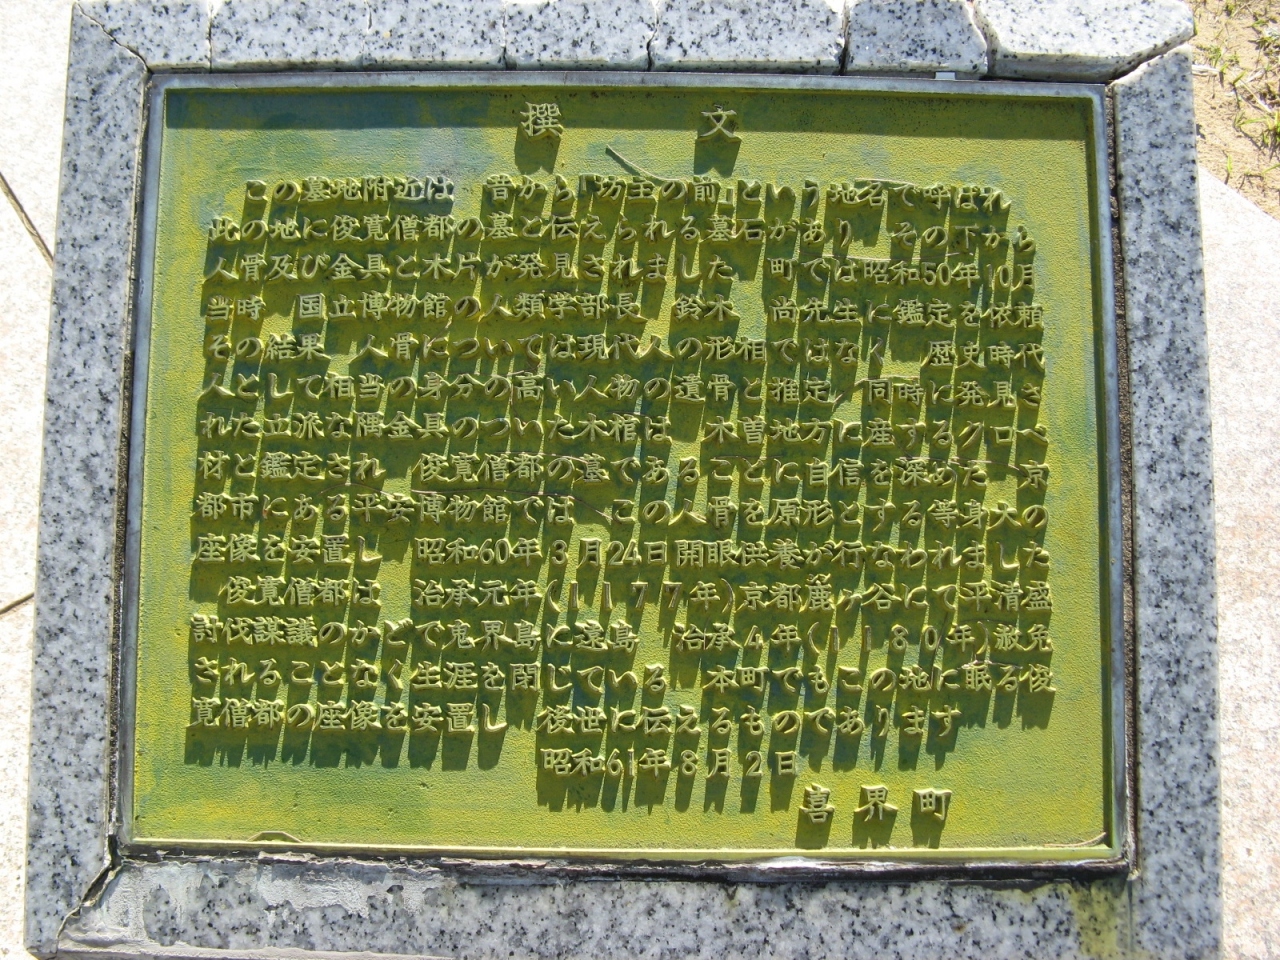 撰文
この墓地附近は 昔から「坊主の前」という地名で呼ばれ
此の地に俊寛僧都の墓と伝えられる墓石があり その下から
人骨及び金具と木片が発見されました 町では昭和50年10月
当時 国立博物館の人類学部長 鈴木 尚先生に鑑定を依頼
その結果 人骨については現代人の形相ではなく 歴史時代
人として相当の身分の高い人物の遺骨と推定 同時に発見さ
れた立派な隅金具のついた木棺は 木曽地方に産するクロベ
材と鑑定され 俊寛僧都の墓であることに自信を深めた 京
都市にある平安博物館では この人骨を原形とする等身大の
座像を安置し 昭和60年3月24日開眼供養が行なわれました
俊寛僧都は 治承元年(1177年)京都鹿ヶ谷にて平清盛
討伐謀議のかどで鬼界島に遠島 治承4年(1180年)赦免
されることなく生涯を閉じている 本町でもこの地に眠る俊
寛僧都の座像を安置し 後世に伝えるものであります
昭和61年8月2日
喜界町